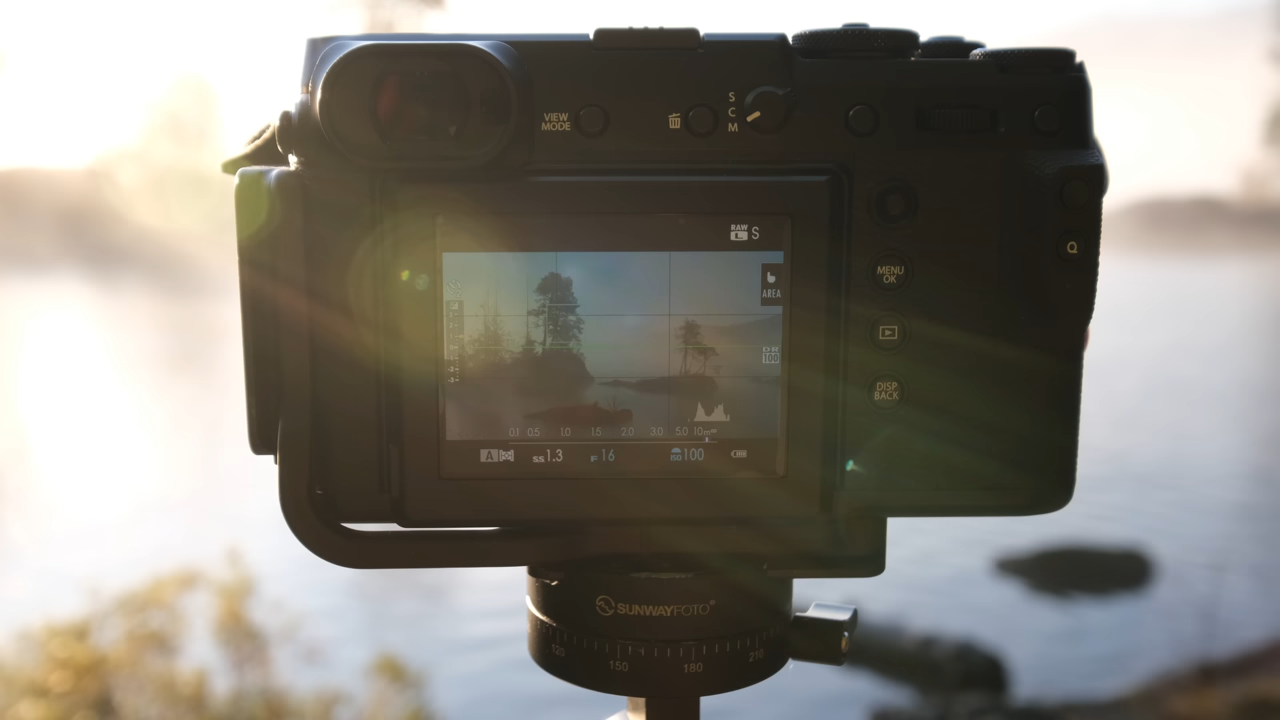 VIEW
MODE
S
C
M
RAW
L S
AREA
Q
MENU
OK
DR
100
DISP
BACK
0.1 0.5 1.0 1.5 2.0 3.0 5.0 10m∞
A SS 1.3 F 16 ISO 100
SUNWAYFOTO
120 150 180 210